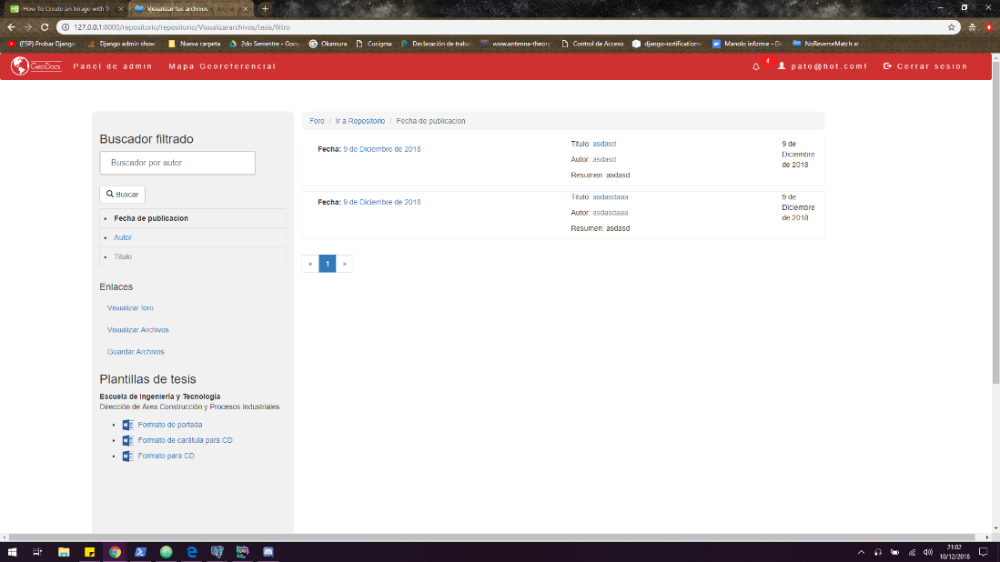 How To Create an Image with Tr
Visualizar tus archivos
127.0.0.1:8000/repositorio/repositorio/Visualizararchivos/tesis/filtro
(ESP) Probar Django
Django admin show
Nueva carpeta
2do Semestre - Goo
Okamura
Cusigma
Petición de
Declaración de traba
www.antenna-theory
Control de Acceso
django-notifications
Manolo informe - Do
NoReverseMatch at
GeoDocs
Panel de admin
Mapa Georeferencial
4
pato@hot.com!
Cerrar sesion
Buscador filtrado
Buscador por autor
Buscar
Fecha de publicacion
Autor
Titulo
Enlaces
Visualizar foro
Visualizar Archivos
Guardar Archivos
Plantillas de tesis
Escuela de Ingeniería y Tecnología
Dirección de Área Construcción y Procesos Industriales
Formato de portada
Formato de carátula para CD
Formato para CD
Foro / Ir a Repositorio / Fecha de publicacion
Fecha: 9 de Diciembre de 2018
Titulo: asdasd
Autor: asdasd
Resumen: asdasd
9 de
Diciembre
de 2018
Fecha: 9 de Diciembre de 2018
Titulo: asdasdaaa
Autor: asdasdaaa
Resumen: asdasd
9 de
Diciembre
de 2018
« 1 »
21:02
10/12/2018